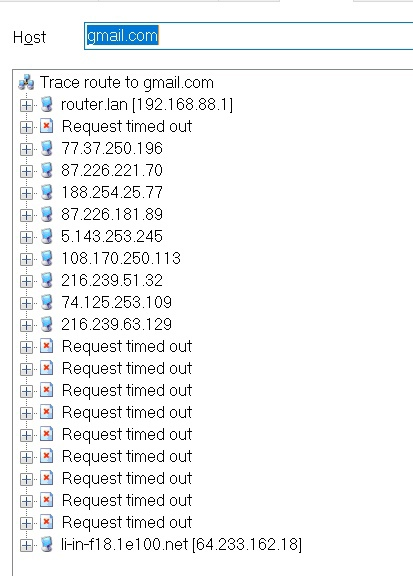 Host gmail.com
Trace route to gmail.com
router.lan [192.168.88.1]
Request timed out
77.37.250.196
87.226.221.70
188.254.25.77
87.226.181.89
5.143.253.245
108.170.250.113
216.239.51.32
74.125.253.109
216.239.63.129
Request timed out
Request timed out
Request timed out
Request timed out
Request timed out
Request timed out
Request timed out
Request timed out
Request timed out
li-in-f18.1e100.net [64.233.162.18]